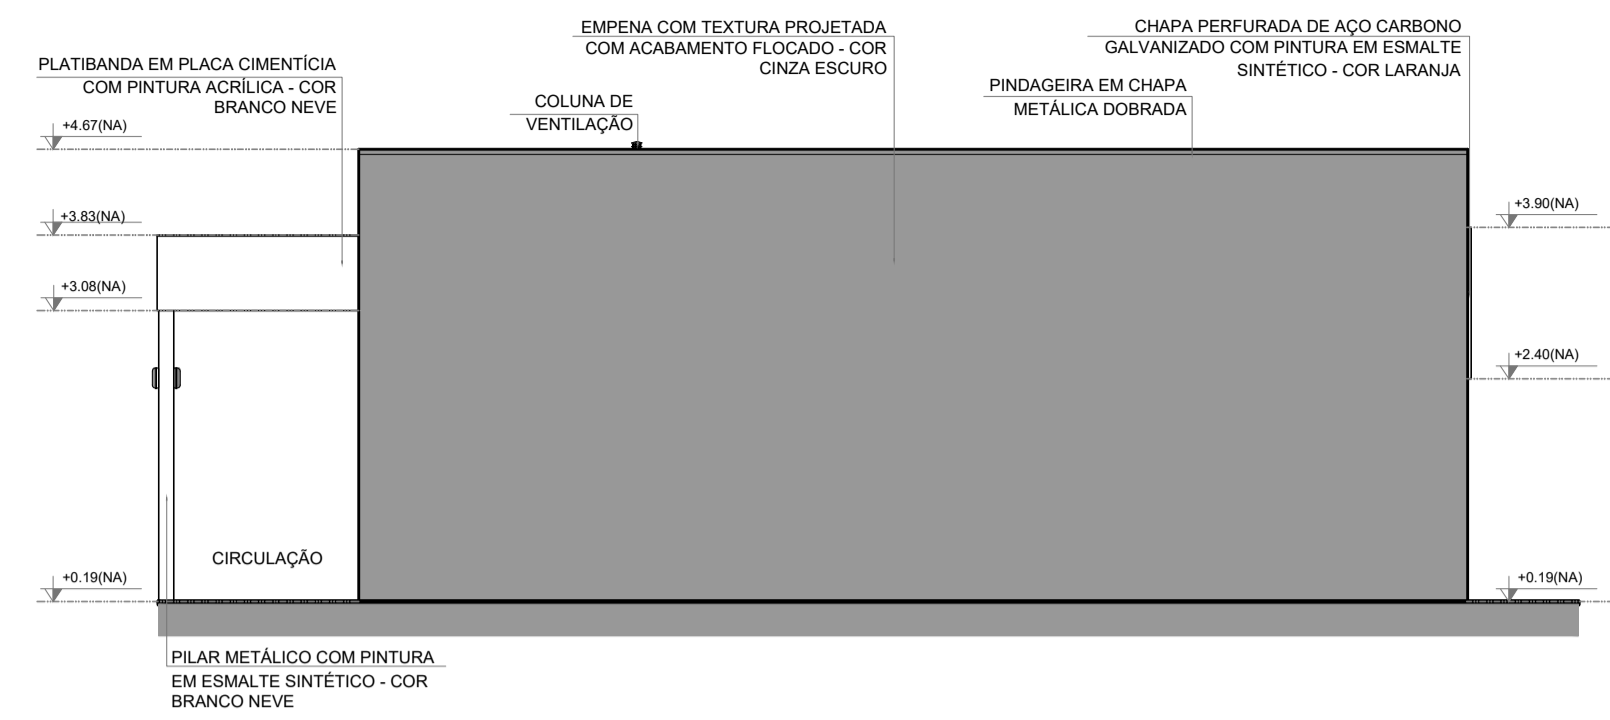 EMPENA COM TEXTURA PROJETADA
COM ACABAMENTO FLOCADO - COR
CINZA ESCURO
CHAPA PERFURADA DE AÇO CARBONO
GALVANIZADO COM PINTURA EM ESMALTE
SINTÉTICO - COR LARANJA
PLATIBANDA EM PLACA CIMENTÍCIA
COM PINTURA ACRÍLICA - COR
BRANCO NEVE
PINDAGEIRA EM CHAPA
METÁLICA DOBRADA
COLUNA DE
VENTILAÇÃO
+4.67(NA)
+3.83(NA)
+3.90(NA)
+3.08(NA)
+2.40(NA)
CIRCULAÇÃO
+0.19(NA)
+0.19(NA)
PILAR METÁLICO COM PINTURA
EM ESMALTE SINTÉTICO - COR
BRANCO NEVE